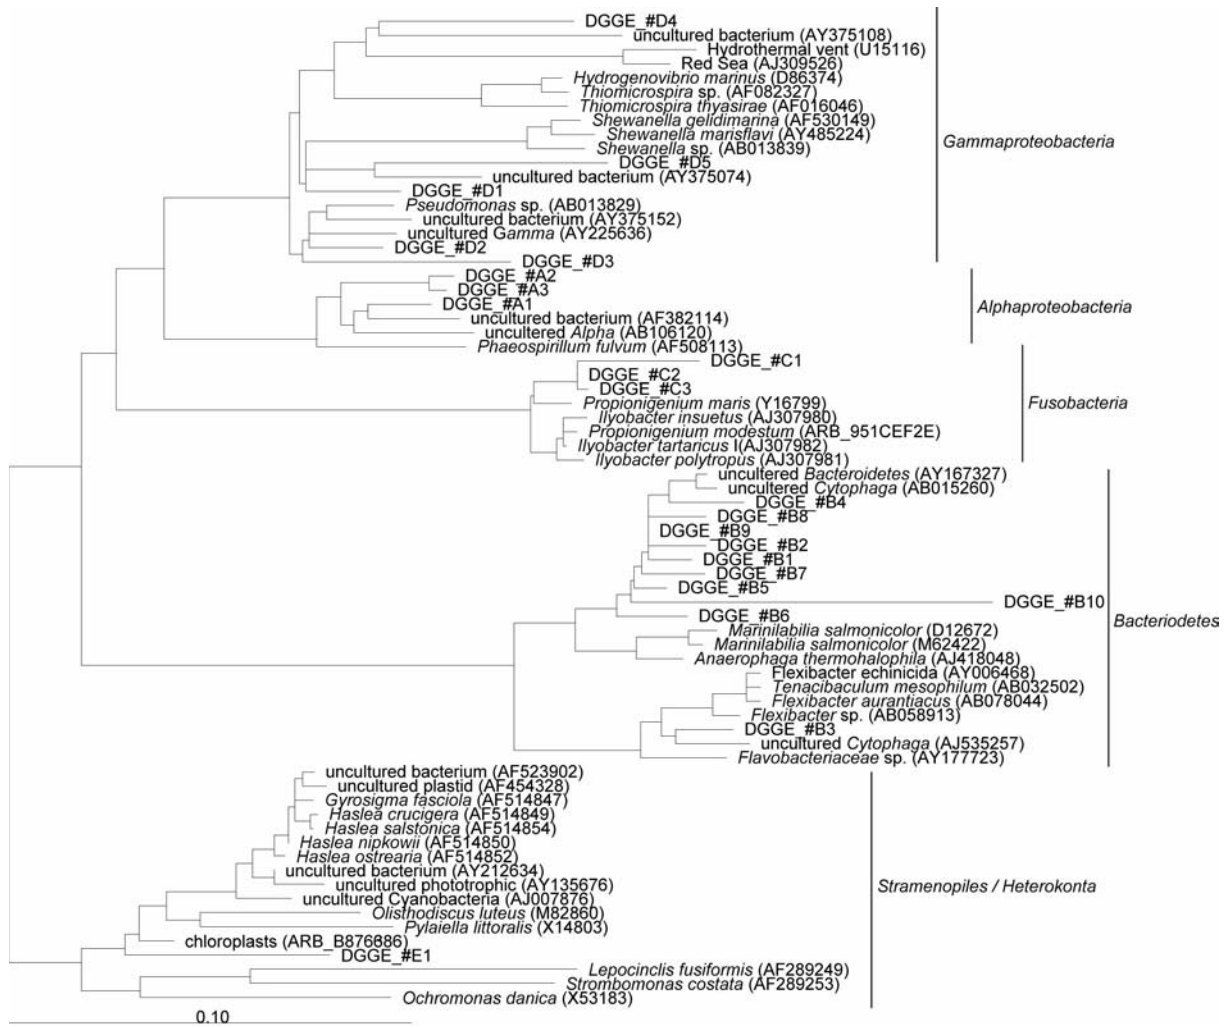 DGGE_#D4
uncultured bacterium (AY375108)
Hydrothermal vent (U15116)
Red Sea (AJ309526)
Hydrogenovibrio marinus (D86374)
Thiomicrospira sp. (AF082327)
Thiomicrospira thyasirae (AF016046)
Shewanella gelidimarina (AF530149)
Shewanella marisflavi (AY485224)
Shewanella sp. (AB013839)
Gammaproteobacteria
DGGE_#D5
uncultured bacterium (AY375074)
DGGE_#D1
Pseudomonas sp. (AB013829)
uncultured bacterium (AY375152)
uncultured Gamma (AY225636)
DGGE_#D2
DGGE_#D3
DGGE_#A2
DGGE_#A3
DGGE_#A1
Alphaproteobacteria
uncultured bacterium (AF382114)
uncultered Alpha (AB106120)
Phaeospirillum fulvum (AF508113)
DGGE_#C1
DGGE_#C2
DGGE_#C3
Propionigenium maris (Y16799)
Fusobacteria
Ilyobacter insuetus (AJ307980)
Propionigenium modestum (ARB_951CEF2E)
Ilyobacter tartaricus I(AJ307982)
Ilyobacter polytropus (AJ307981)
uncultered Bacteroidetes (AY167327)
uncultered Cytophaga (AB015260)
DGGE_#B4
DGGE_#B8
DGGE_#B9
DGGE_#B2
DGGE_#B1
DGGE_#B7
DGGE_#B5
DGGE_#B10
DGGE_#B6
Bacteriodetes
Marinilabilia salmonicolor (D12672)
Marinilabilia salmonicolor (M62422)
Anaerophaga thermohalophila (AJ418048)
Flexibacter echinicida (AY006468)
Tenacibaculum mesophilum (AB032502)
Flexibacter aurantiacus (AB078044)
Flexibacter sp. (AB058913)
DGGE_#B3
uncultured Cytophaga (AJ535257)
Flavobacteriaceae sp. (AY177723)
uncultured bacterium (AF523902)
uncultured plastid (AF454328)
Gyrosigma fasciola (AF514847)
Haslea crucigera (AF514849)
Haslea salstonica (AF514854)
Haslea nipkowii (AF514850)
Haslea ostrearia (AF514852)
uncultured bacterium (AY212634)
uncultured phototrophic (AY135676)
Stramenopiles / Heterokonta
uncultured Cyanobacteria (AJ007876)
Olisthodiscus luteus (M82860)
Pylaiella littoralis (X14803)
chloroplasts (ARB_B876686)
DGGE_#E1
Lepocinclis fusiformis (AF289249)
Strombomonas costata (AF289253)
Ochromonas danica (X53183)
0.10